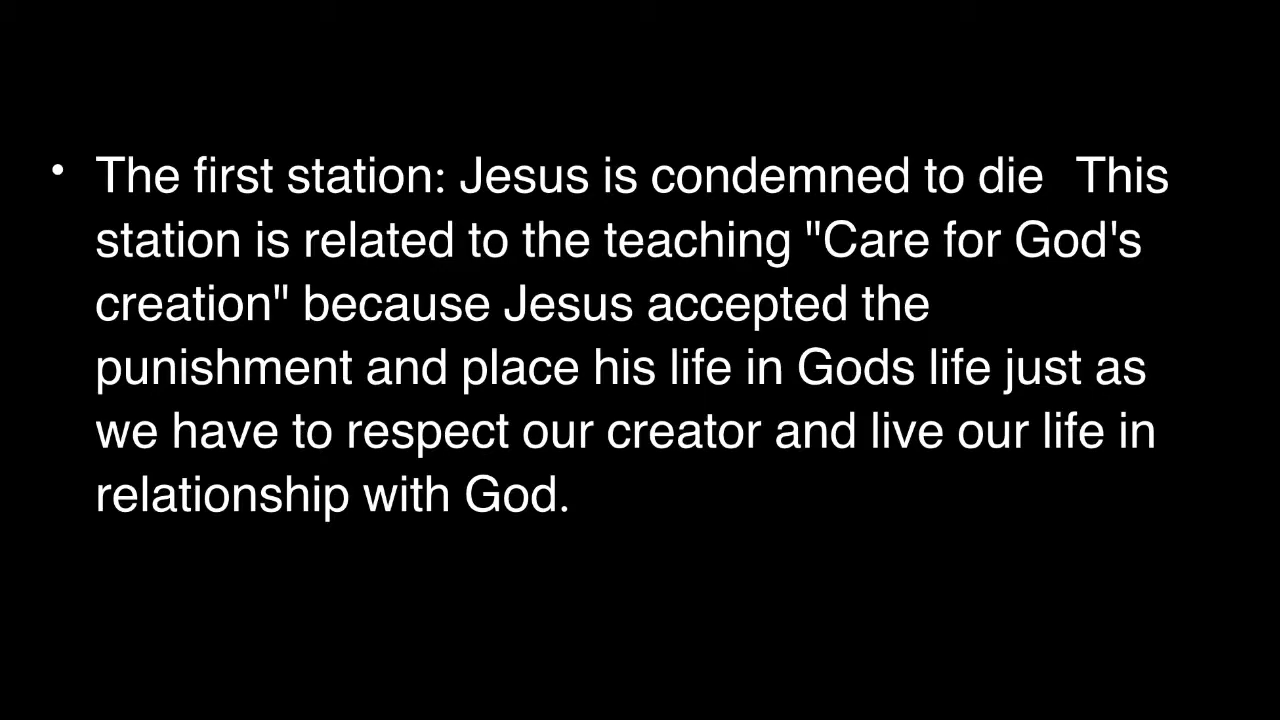 • The first station: Jesus is condemned to die  This
station is related to the teaching "Care for God's
creation" because Jesus accepted the
punishment and place his life in Gods life just as
we have to respect our creator and live our life in
relationship with God.